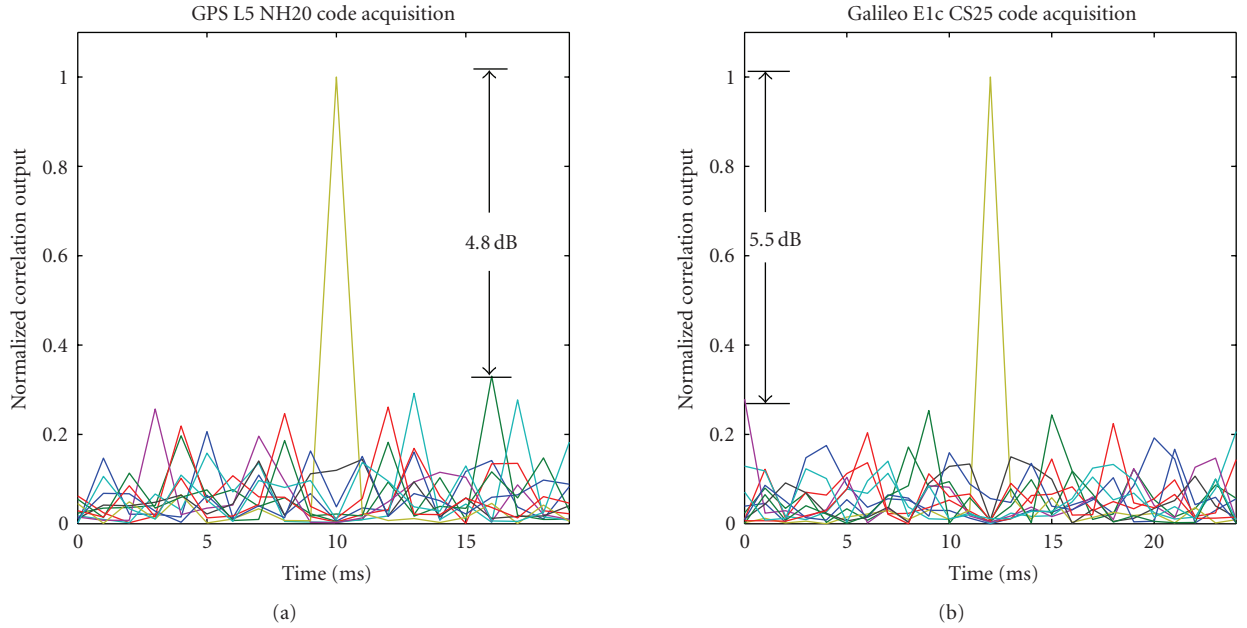 GPS L5 NH20 code acquisition
Normalized correlation output
1
0.8
0.6
0.4
0.2
0
0
5
10
15
4.8 dB
Time (ms)
(a)
Galileo E1c CS25 code acquisition
Normalized correlation output
1
0.8
0.6
0.4
0.2
0
0
5
10
15
20
5.5 dB
Time (ms)
(b)